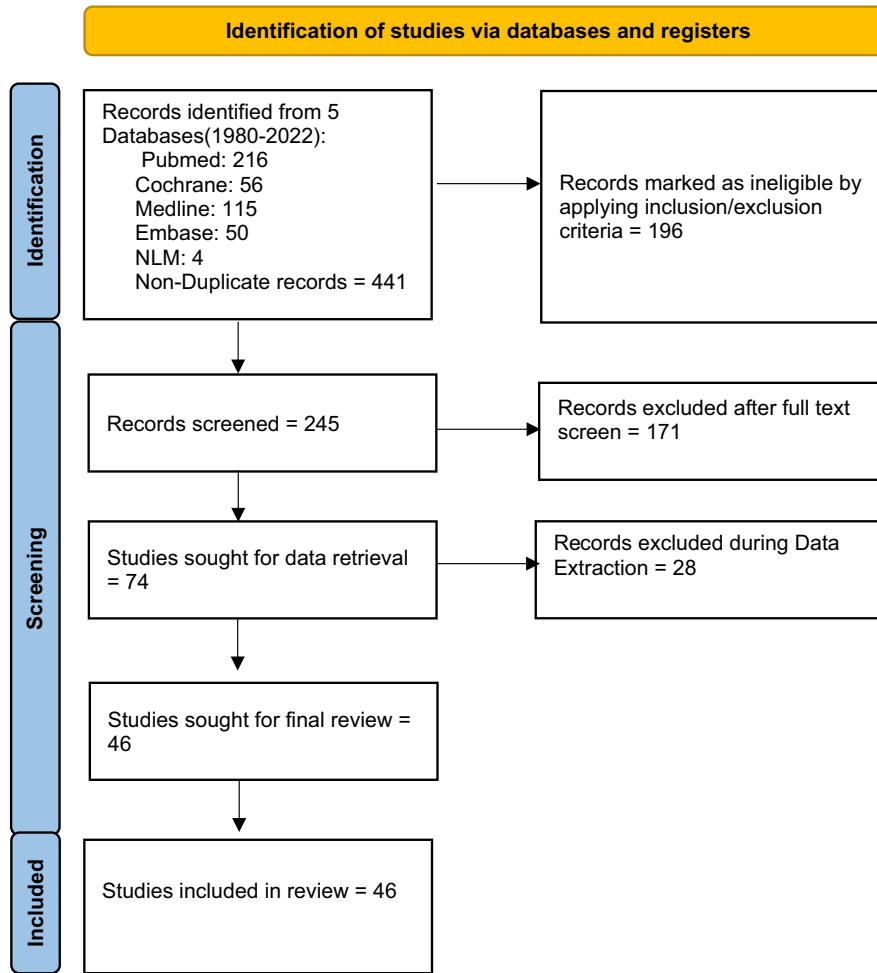 Identification of studies via databases and registers
Identification
Records identified from 5
Databases(1980-2022):
Pubmed: 216
Cochrane: 56
Medline: 115
Embase: 50
NLM: 4
Non-Duplicate records = 441
Records marked as ineligible by
applying inclusion/exclusion
criteria = 196
Screening
Records screened = 245
Records excluded after full text
screen = 171
Studies sought for data retrieval
= 74
Records excluded during Data
Extraction = 28
Studies sought for final review =
46
Included
Studies included in review = 46